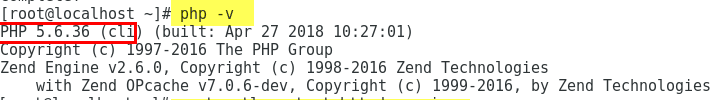 [root@localhost ~]# php -v
PHP 5.6.36 (cli) (built: Apr 27 2018 10:27:01)
Copyright (c) 1997-2016 The PHP Group
Zend Engine v2.6.0, Copyright (c) 1998-2016 Zend Technologies
    with Zend OPcache v7.0.6-dev, Copyright (c) 1999-2016, by Zend Technologies